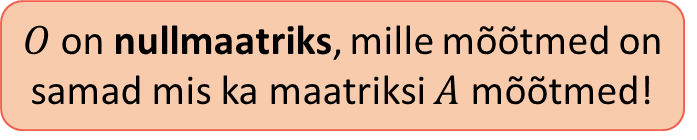 𝑂 on nullmaatriks, mille mõõtmed on
samad mis ka maatriksi 𝐴 mõõtmed!